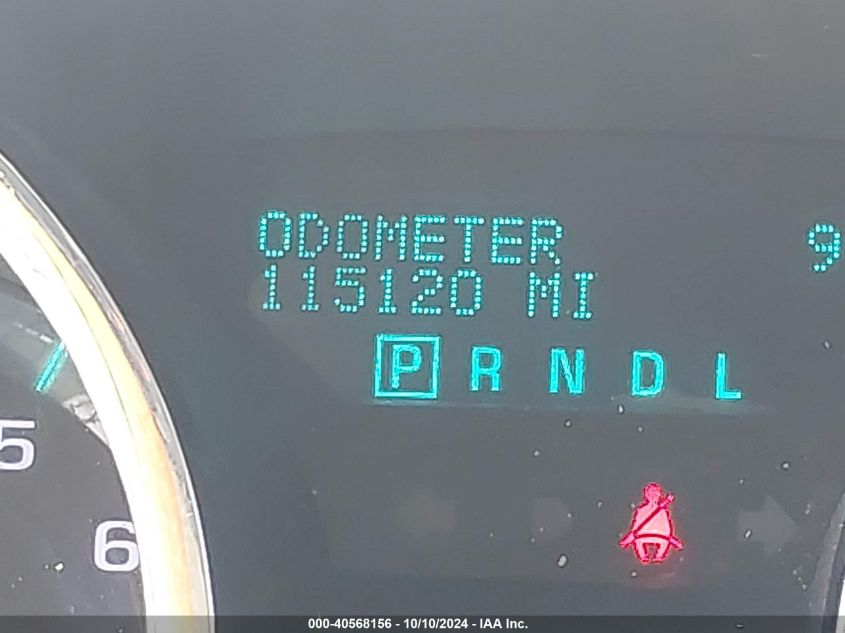 ODOMETER 9
115120 MI
P R N D L
5
6
000-40568156 - 10/10/2024 - IAA Inc.